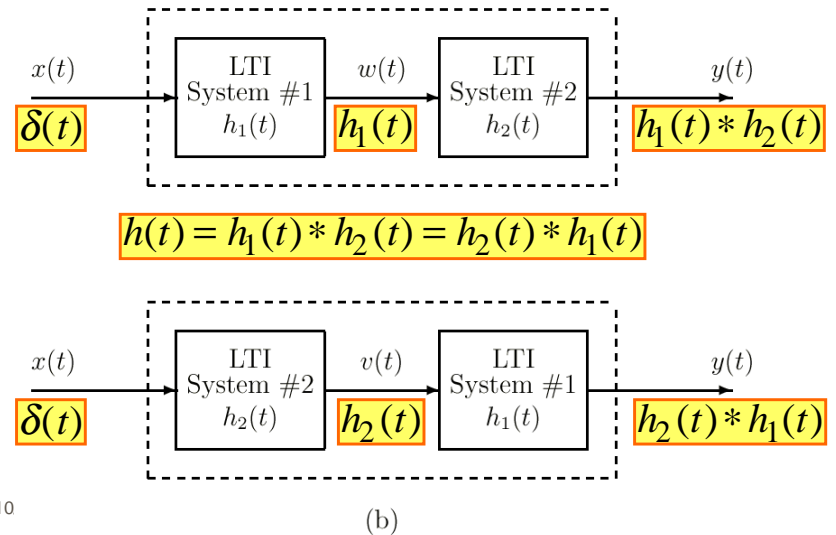 x(t) LTI w(t) LTI y(t)
System #1 System #2
δ(t) h₁(t) h₁(t) h₂(t) h₁(t) * h₂(t)
h(t) = h₁(t) * h₂(t) = h₂(t) * h₁(t)
x(t) LTI v(t) LTI y(t)
System #2 System #1
δ(t) h₂(t) h₂(t) h₁(t) h₂(t) * h₁(t)
10
(b)